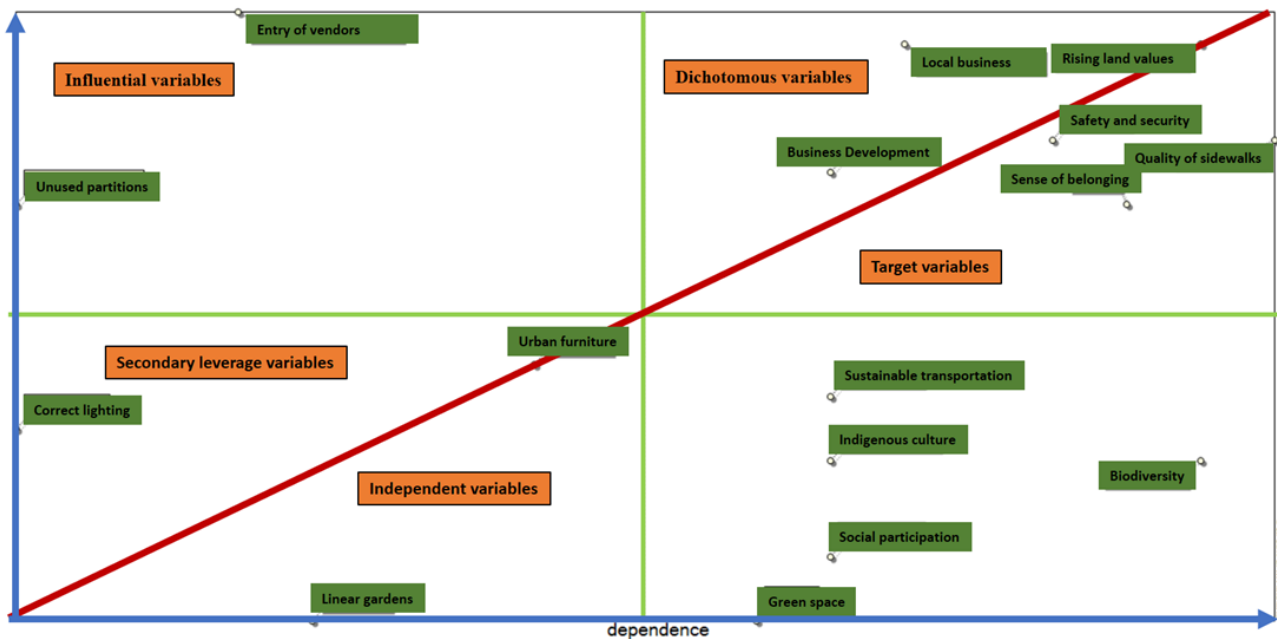 Entry of vendors
Influential variables
Dichotomous variables
Local business
Rising land values
Safety and security
Business Development
Quality of sidewalks
Unused partitions
Sense of belonging
Target variables
Urban furniture
Secondary leverage variables
Sustainable transportation
Correct lighting
Indigenous culture
Independent variables
Biodiversity
Social participation
Linear gardens
Green space
dependence